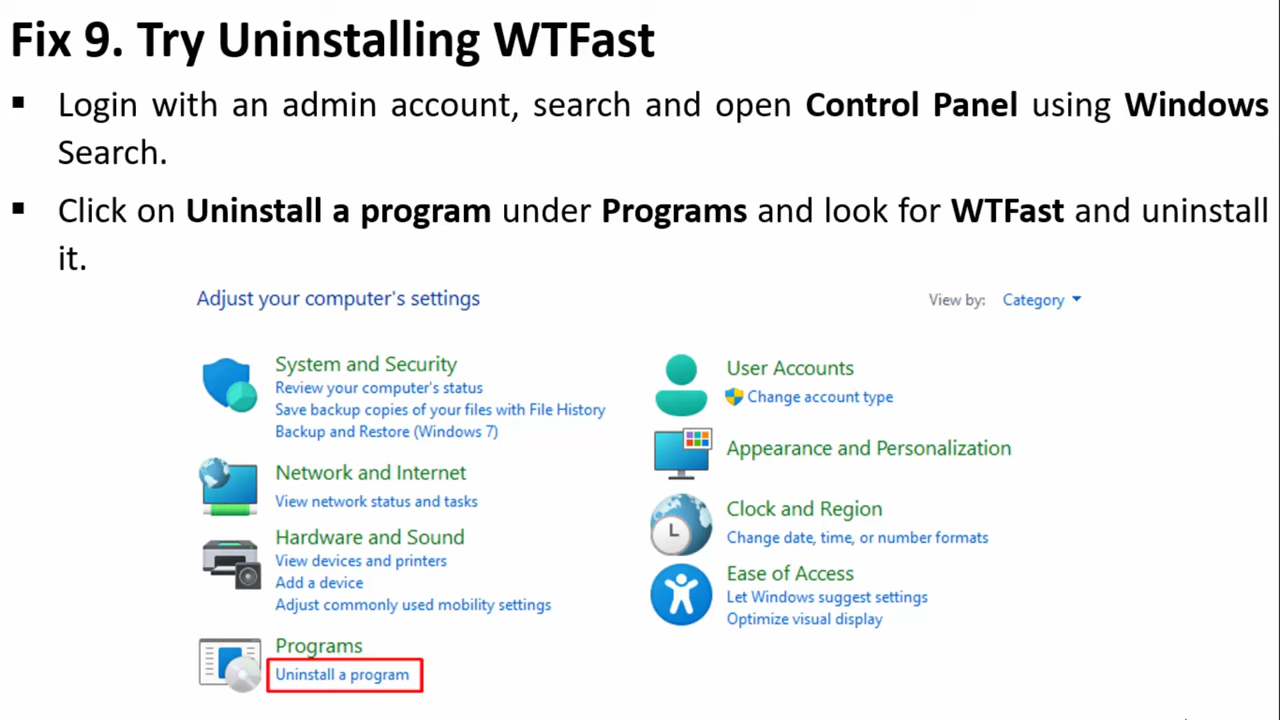 Fix 9. Try Uninstalling WTFast
▪ Login with an admin account, search and open Control Panel using Windows
Search.
▪ Click on Uninstall a program under Programs and look for WTFast and uninstall
it.
Adjust your computer's settings
View by: Category
System and Security
Review your computer's status
Save backup copies of your files with File History
Backup and Restore (Windows 7)
Network and Internet
View network status and tasks
Hardware and Sound
View devices and printers
Add a device
Adjust commonly used mobility settings
Programs
Uninstall a program
User Accounts
Change account type
Appearance and Personalization
Clock and Region
Change date, time, or number formats
Ease of Access
Let Windows suggest settings
Optimize visual display